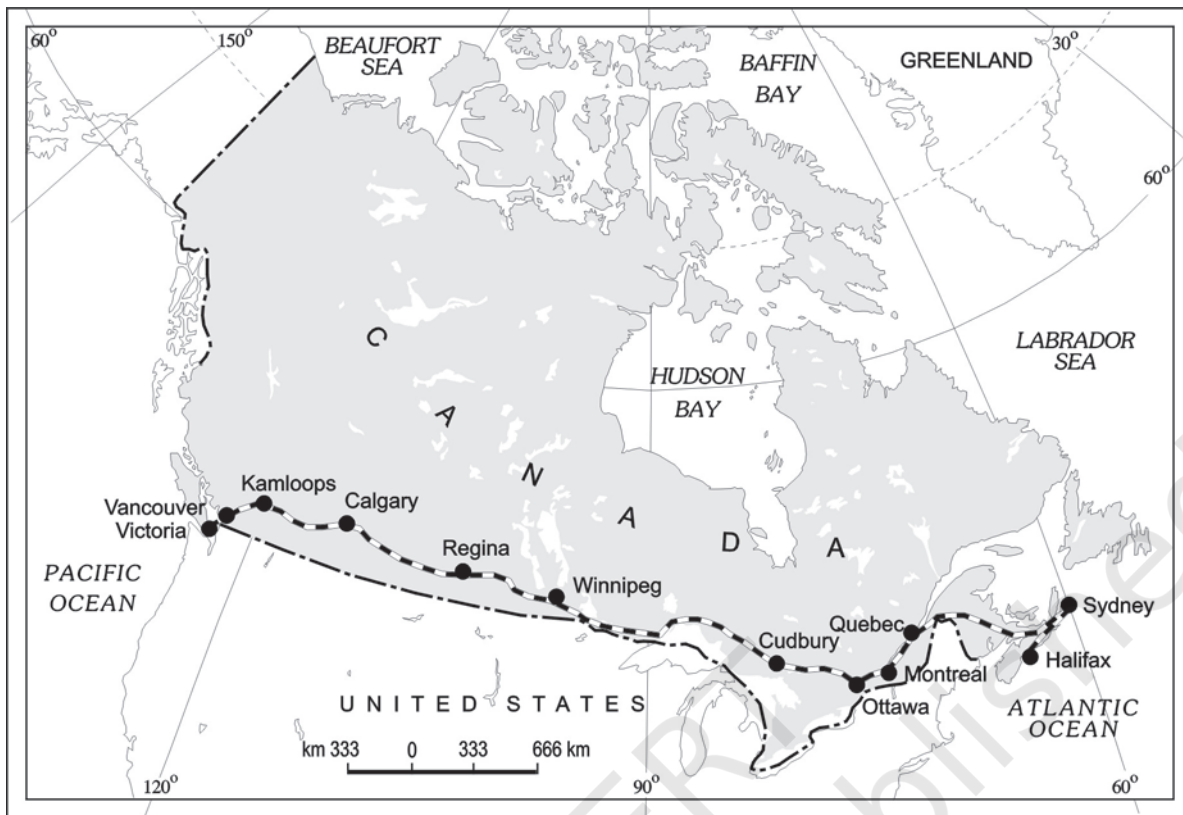 60°
150°
BEAUFORT
SEA
BAFFIN
BAY
GREENLAND
30°
60°
LABRADOR
SEA
HUDSON
BAY
C
A
N
A
D
A
Kamloops
Calgary
Vancouver
Victoria
Regina
Winnipeg
PACIFIC
OCEAN
Cudbury
Quebec
Sydney
Montreal
Halifax
Ottawa
UNITED STATES
ATLANTIC
OCEAN
km 333 0 333 666 km
120°
90°
60°